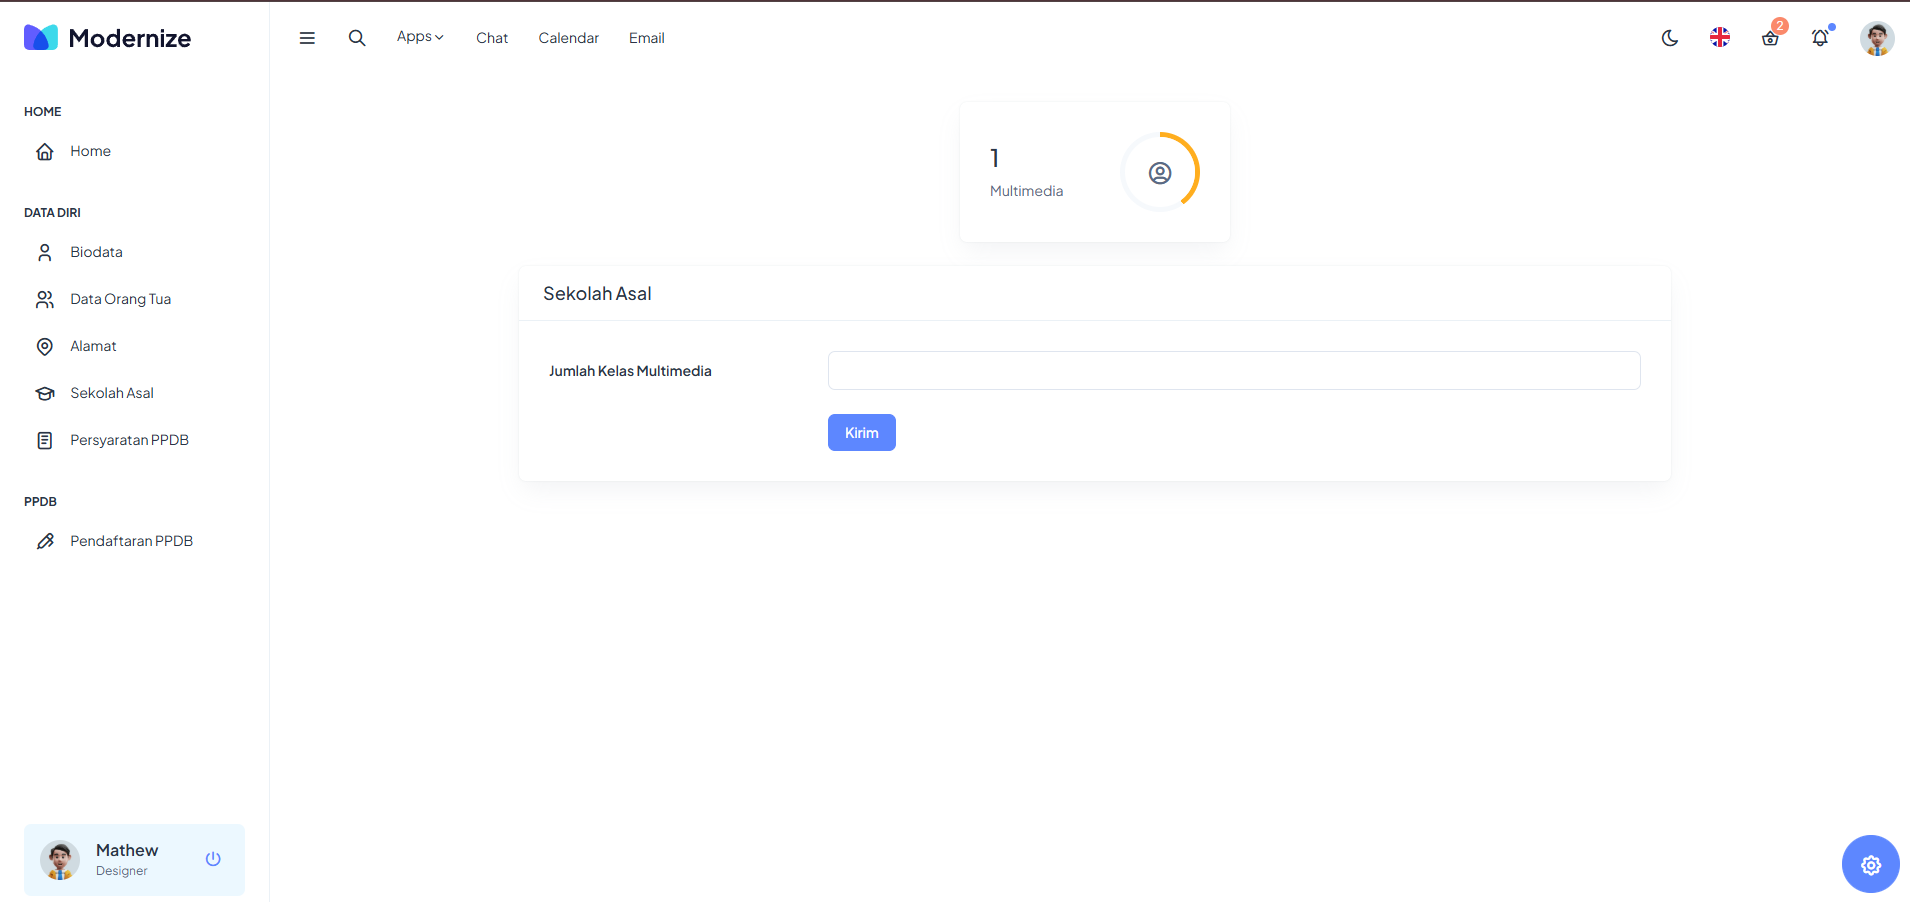 Modernize
Apps
Chat
Calendar
Email
2
HOME
Home
DATA DIRI
Biodata
Data Orang Tua
Alamat
Sekolah Asal
Persyaratan PPDB
PPDB
Pendaftaran PPDB
Mathew
Designer
1
Multimedia
Sekolah Asal
Jumlah Kelas Multimedia
Kirim